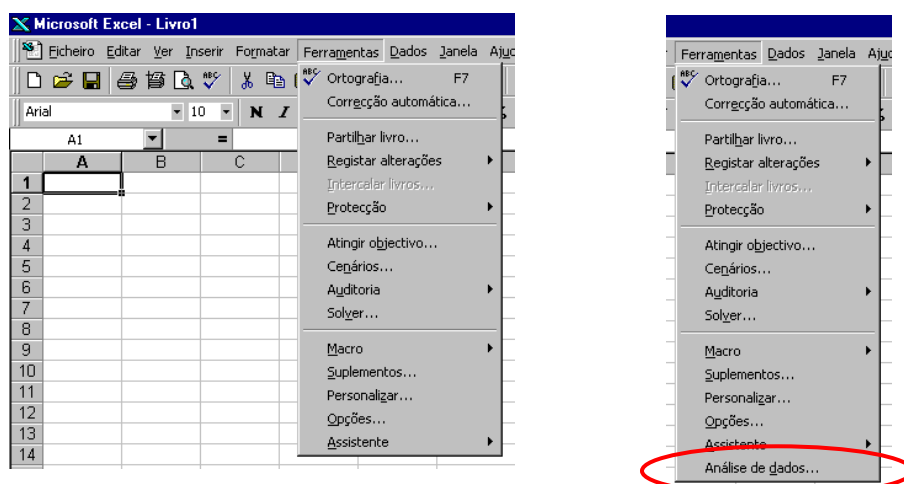 Microsoft Excel - Livro1
Ficheiro Editar Ver Inserir Formatar Ferramentas Dados Janela
Arial 10 N I
A1 =
A B C
1
2
3
4
5
6
7
8
9
10
11
12
13
14
Ortografia... F7
Correcção automática...
Partilhar livro...
Registar alterações
Intercalar livros...
Protecção
Atingir objectivo...
Cenários...
Auditoria
Solver...
Macro
Suplementos...
Personalizar...
Opções...
Assistente
Ferramentas Dados Janela
Ortografia... F7
Correcção automática...
Partilhar livro...
Registar alterações
Intercalar livros...
Protecção
Atingir objectivo...
Cenários...
Auditoria
Solver...
Macro
Suplementos...
Personalizar...
Opções...
Assistente
Análise de dados...